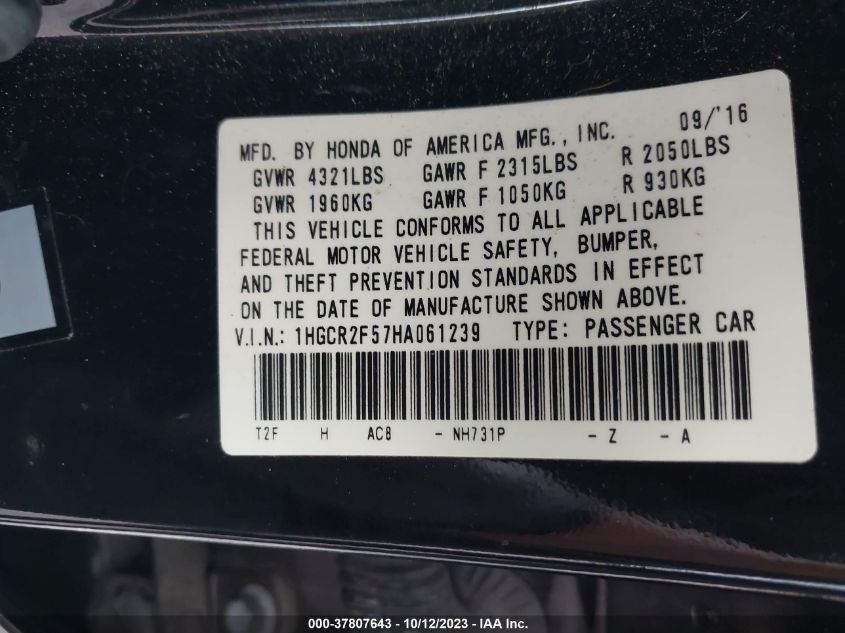 MFD. BY HONDA OF AMERICA MFG., INC. 09/'16
GVWR 4321LBS GAWR F 2315LBS R 2050LBS
GVWR 1960KG GAWR F 1050KG R 930KG
THIS VEHICLE CONFORMS TO ALL APPLICABLE
FEDERAL MOTOR VEHICLE SAFETY, BUMPER,
AND THEFT PREVENTION STANDARDS IN EFFECT
ON THE DATE OF MANUFACTURE SHOWN ABOVE.
V.I.N.: 1HGCR2F57HA061239 TYPE: PASSENGER CAR
T2F H AC8 - NH731P - Z - A
000-37807643 - 10/12/2023 - IAA Inc.